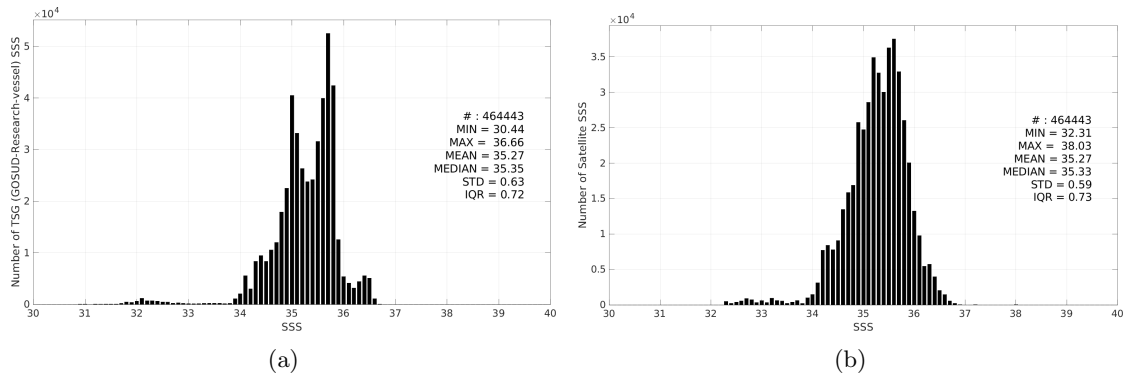 ×10⁴
5
4
3
2
1
0
30 31 32 33 34 35 36 37 38 39 40
SSS
Number of TSG (GOSUD-Research-vessel) SSS
# : 464443
MIN = 30.44
MAX = 36.66
MEAN = 35.27
MEDIAN = 35.35
STD = 0.63
IQR = 0.72
(a)
×10⁴
3.5
3
2.5
2
1.5
1
0.5
0
30 31 32 33 34 35 36 37 38 39 40
SSS
Number of Satellite SSS
# : 464443
MIN = 32.31
MAX = 38.03
MEAN = 35.27
MEDIAN = 35.33
STD = 0.59
IQR = 0.73
(b)